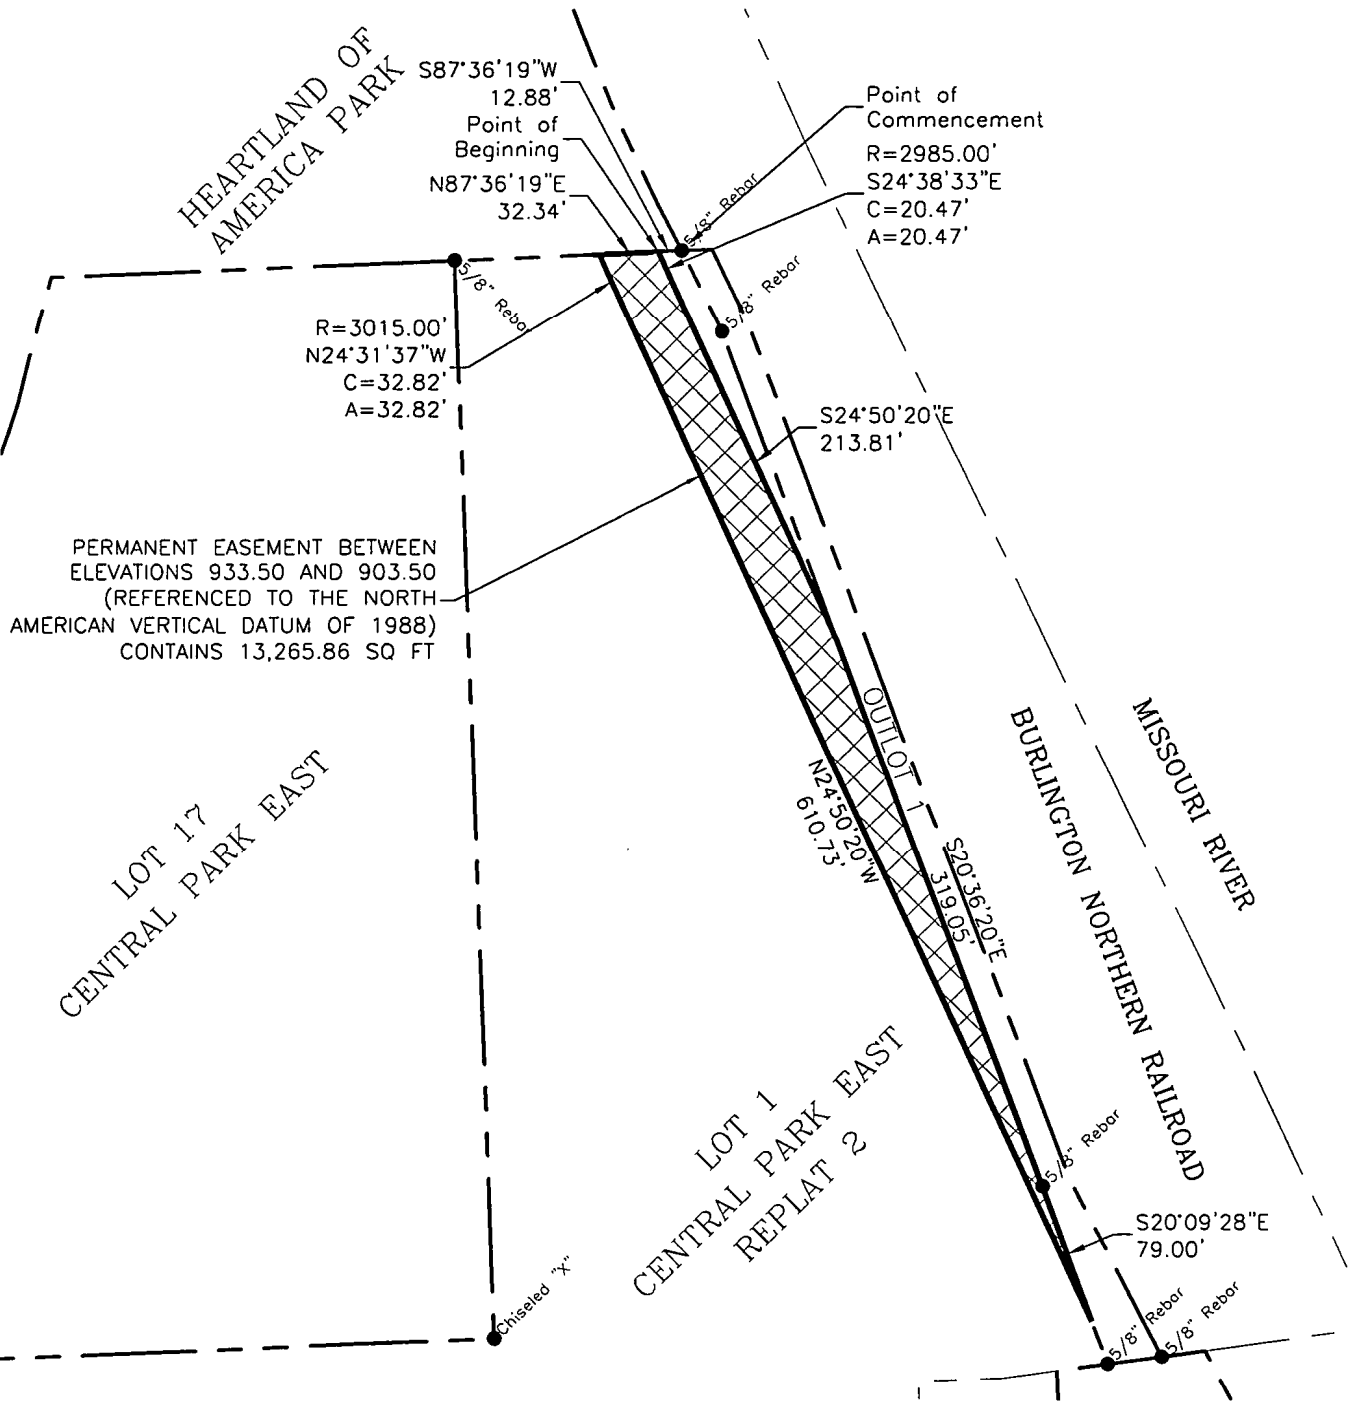 HEARTLAND OF
AMERICA PARK
S87°36'19"W
12.88'
Point of
Beginning
N87°36'19"E
32.34'
Point of
Commencement
R=2985.00'
S24°38'33"E
C=20.47'
A=20.47'
5/8" Rebar
5/8" Rebar
5/8" Rebar
R=3015.00'
N24°31'37"W
C=32.82'
A=32.82'
S24°50'20"E
213.81'
PERMANENT EASEMENT BETWEEN
ELEVATIONS 933.50 AND 903.50
(REFERENCED TO THE NORTH
AMERICAN VERTICAL DATUM OF 1988)
CONTAINS 13,265.86 SQ FT
OUTLOT 1
N24°50'20"W
610.73'
S20°36'20"E
319.05'
MISSOURI RIVER
BURLINGTON NORTHERN RAILROAD
LOT 17
CENTRAL PARK EAST
LOT 1
CENTRAL PARK EAST
REPLAT 2
5/8" Rebar
S20°09'28"E
79.00'
Chiseled "X"
5/8" Rebar
5/8" Rebar